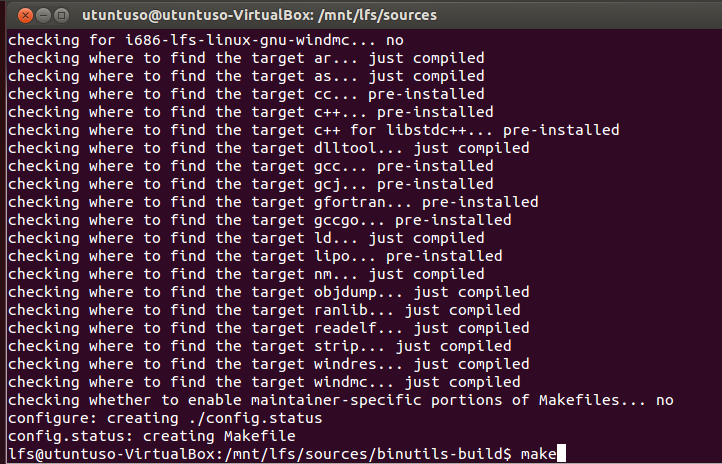 utuntuso@utuntuso-VirtualBox: /mnt/lfs/sources
checking for i686-lfs-linux-gnu-windmc... no
checking where to find the target ar... just compiled
checking where to find the target as... just compiled
checking where to find the target cc... pre-installed
checking where to find the target c++... pre-installed
checking where to find the target c++ for libstdc++... pre-installed
checking where to find the target dlltool... just compiled
checking where to find the target gcc... pre-installed
checking where to find the target gcj... pre-installed
checking where to find the target gfortran... pre-installed
checking where to find the target gccgo... pre-installed
checking where to find the target ld... just compiled
checking where to find the target lipo... pre-installed
checking where to find the target nm... just compiled
checking where to find the target objdump... just compiled
checking where to find the target ranlib... just compiled
checking where to find the target readelf... just compiled
checking where to find the target strip... just compiled
checking where to find the target windres... just compiled
checking where to find the target windmc... just compiled
checking whether to enable maintainer-specific portions of Makefiles... no
configure: creating ./config.status
config.status: creating Makefile
lfs@utuntuso-VirtualBox:/mnt/lfs/sources/binutils-build$ make